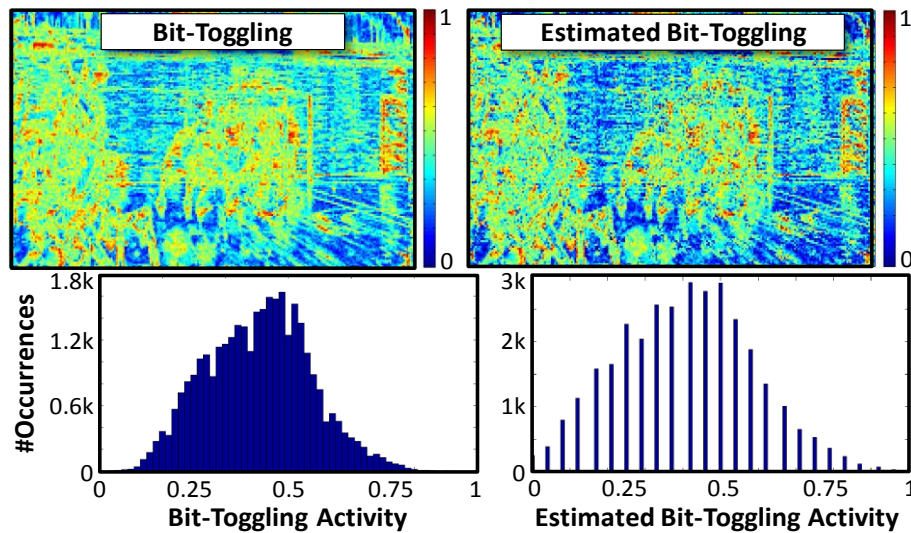 Bit-Toggling
1
0
Estimated Bit-Toggling
1
0
#Occurrences
1.8k
1.2k
0.6k
0
0 0.25 0.5 0.75 1
Bit-Toggling Activity
3k
2k
1k
0
0 0.25 0.5 0.75 1
Estimated Bit-Toggling Activity